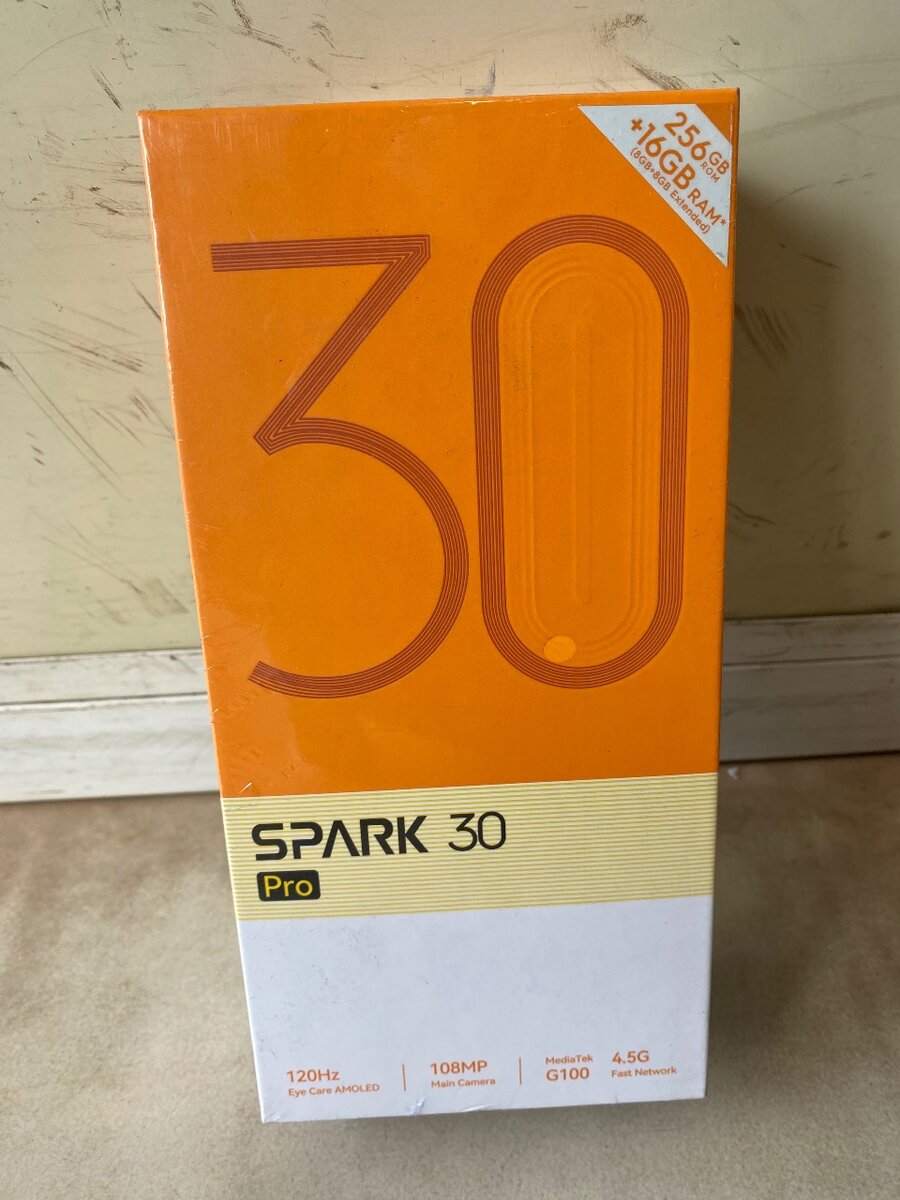 256GB
ROM
+16GB RAM*
(8GB+8GB Extended)
30
SPARK 30
Pro
120Hz
Eye Care AMOLED
108MP
Main Camera
MediaTek
G100
4.5G
Fast Network